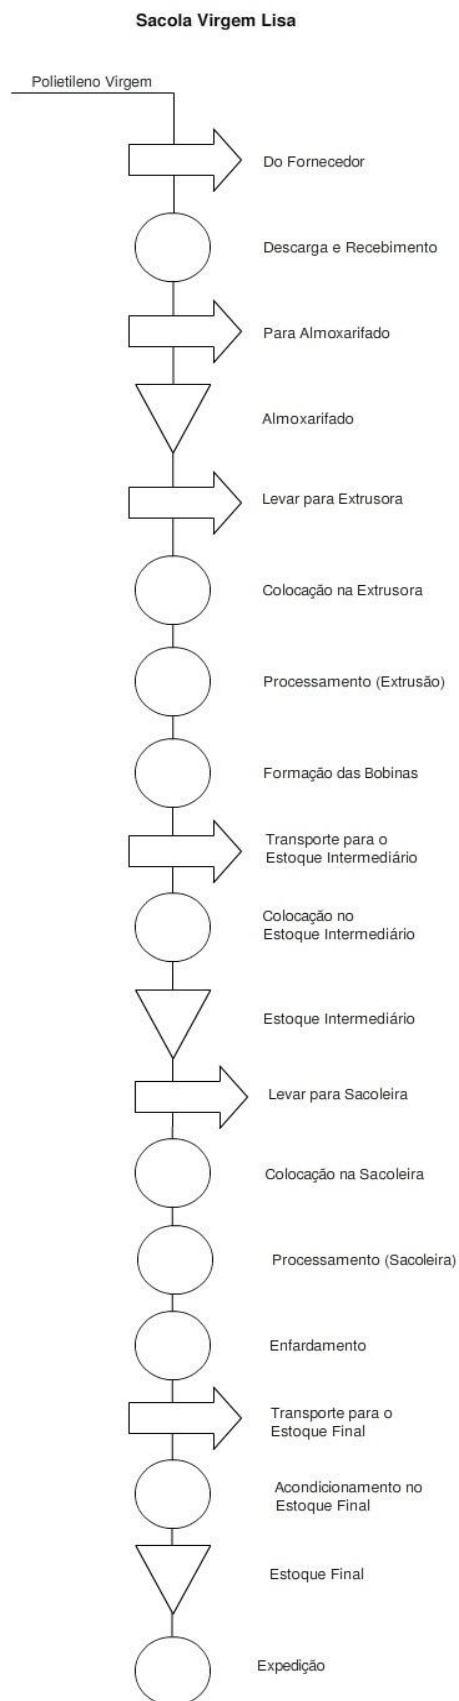 Sacola Virgem Lisa
Polietileno Virgem
Do Fornecedor
Descarga e Recebimento
Para Almoxarifado
Almoxarifado
Levar para Extrusora
Colocação na Extrusora
Processamento (Extrusão)
Formação das Bobinas
Transporte para o
Estoque Intermediário
Colocação no
Estoque Intermediário
Estoque Intermediário
Levar para Sacoleira
Colocação na Sacoleira
Processamento (Sacoleira)
Enfardamento
Transporte para o
Estoque Final
Acondicionamento no
Estoque Final
Estoque Final
Expedição